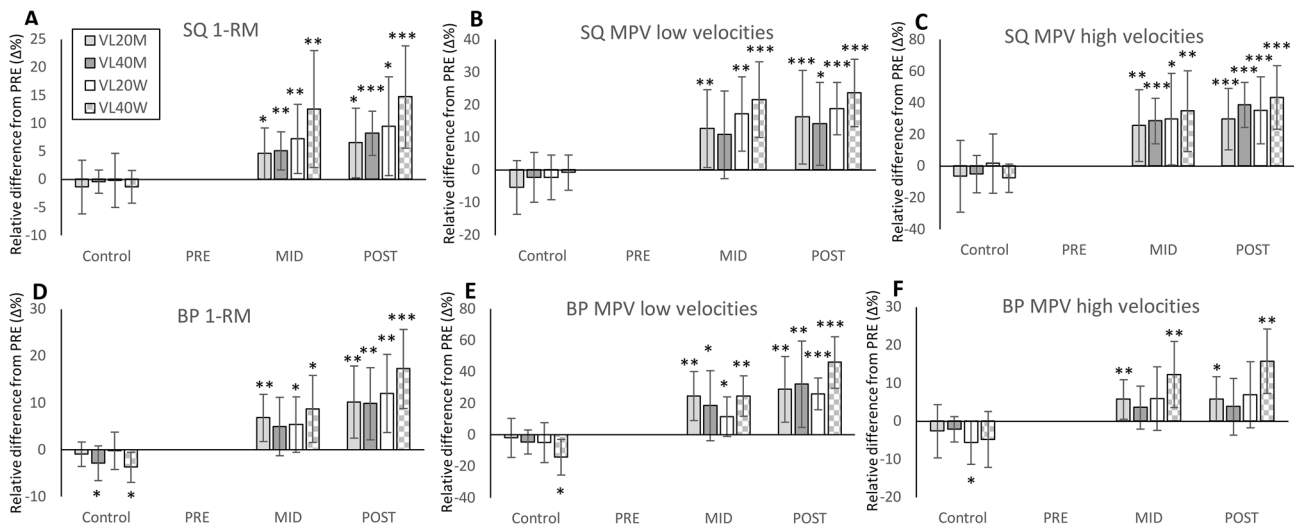 A
SQ 1-RM
Relative difference from PRE (Δ%)
25
20
15
10
5
0
-5
-10
VL20M
VL40M
VL20W
VL40W
* ** ** **
* *** * ***
Control PRE MID POST
B
SQ MPV low velocities
Relative difference from PRE (Δ%)
40
30
20
10
0
-10
-20
** ** ***
*** * *** ***
Control PRE MID POST
C
SQ MPV high velocities
Relative difference from PRE (Δ%)
80
60
40
20
0
-20
-40
** *** * **
*** *** *** ***
Control PRE MID POST
D
BP 1-RM
Relative difference from PRE (Δ%)
30
20
10
0
-10
* *
** * *
** ** ** ***
Control PRE MID POST
E
BP MPV low velocities
Relative difference from PRE (Δ%)
80
60
40
20
0
-20
-40
*
** * * **
** ** *** ***
Control PRE MID POST
F
BP MPV high velocities
Relative difference from PRE (Δ%)
30
20
10
0
-10
-20
*
** **
* **
Control PRE MID POST